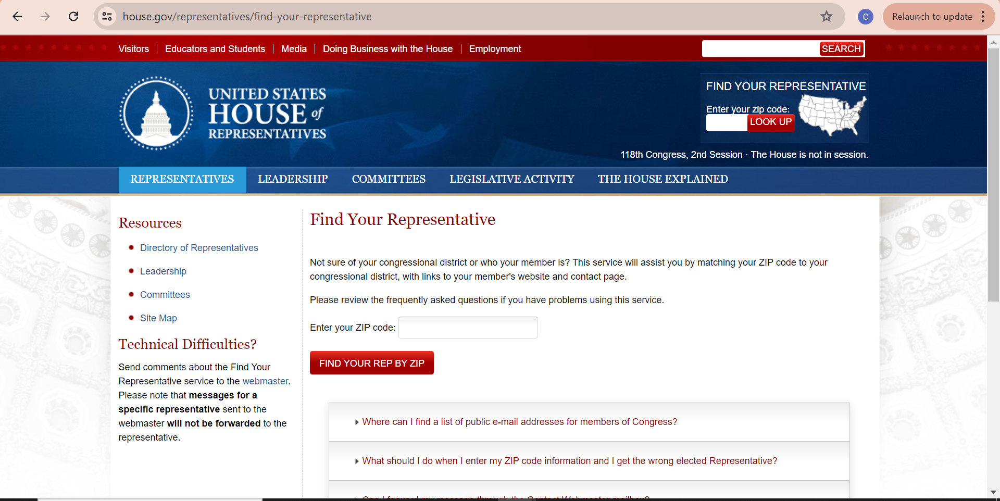 house.gov/representatives/find-your-representative
C
Relaunch to update
Visitors
Educators and Students
Media
Doing Business with the House
Employment
SEARCH
UNITED STATES
HOUSE of
REPRESENTATIVES
FIND YOUR REPRESENTATIVE
Enter your zip code:
LOOK UP
118th Congress, 2nd Session · The House is not in session.
REPRESENTATIVES
LEADERSHIP
COMMITTEES
LEGISLATIVE ACTIVITY
THE HOUSE EXPLAINED
Resources
Directory of Representatives
Leadership
Committees
Site Map
Technical Difficulties?
Send comments about the Find Your
Representative service to the webmaster.
Please note that messages for a
specific representative sent to the
webmaster will not be forwarded to the
representative.
Find Your Representative
Not sure of your congressional district or who your member is? This service will assist you by matching your ZIP code to your
congressional district, with links to your member's website and contact page.
Please review the frequently asked questions if you have problems using this service.
Enter your ZIP code:
FIND YOUR REP BY ZIP
Where can I find a list of public e-mail addresses for members of Congress?
What should I do when I enter my ZIP code information and I get the wrong elected Representative?
Can I forward my message through the Contact Webmaster mailbox?